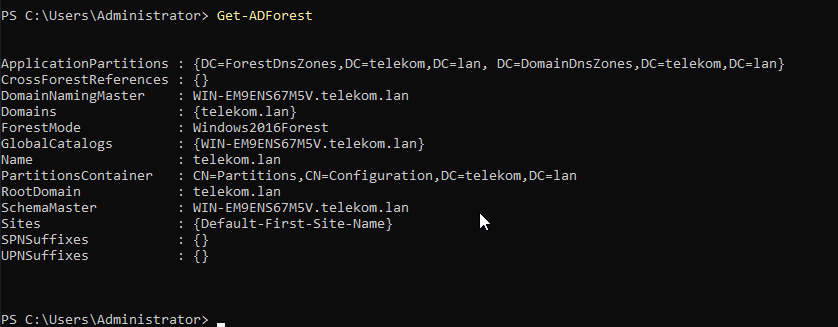 PS C:\Users\Administrator> Get-ADForest
ApplicationPartitions : {DC=ForestDnsZones,DC=telekom,DC=lan, DC=DomainDnsZones,DC=telekom,DC=lan}
CrossForestReferences : {}
DomainNamingMaster    : WIN-EM9ENS67M5V.telekom.lan
Domains               : {telekom.lan}
ForestMode            : Windows2016Forest
GlobalCatalogs        : {WIN-EM9ENS67M5V.telekom.lan}
Name                  : telekom.lan
PartitionsContainer   : CN=Partitions,CN=Configuration,DC=telekom,DC=lan
RootDomain            : telekom.lan
SchemaMaster          : WIN-EM9ENS67M5V.telekom.lan
Sites                 : {Default-First-Site-Name}
SPNSuffixes           : {}
UPNSuffixes           : {}
PS C:\Users\Administrator>